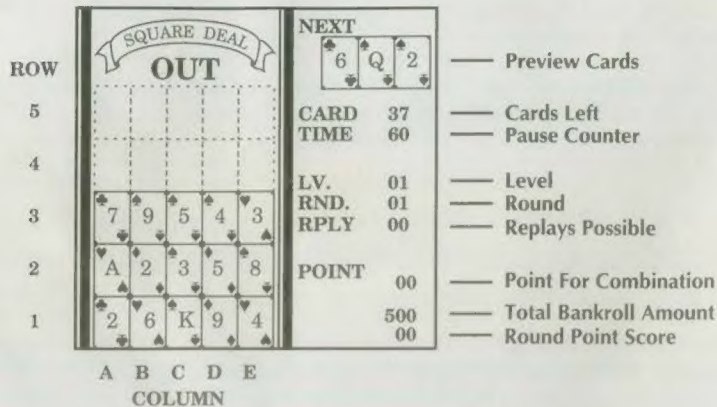 SQUARE DEAL
OUT
ROW
5
4
3
2
1
7 9 5 4 3
A 2 3 5 8
2 6 K 9 4
A B C D E
COLUMN
NEXT
6 Q 2
CARD 37
TIME 60
LV. 01
RND. 01
RPLY 00
POINT
00
500
00
Preview Cards
Cards Left
Pause Counter
Level
Round
Replays Possible
Point For Combination
Total Bankroll Amount
Round Point Score